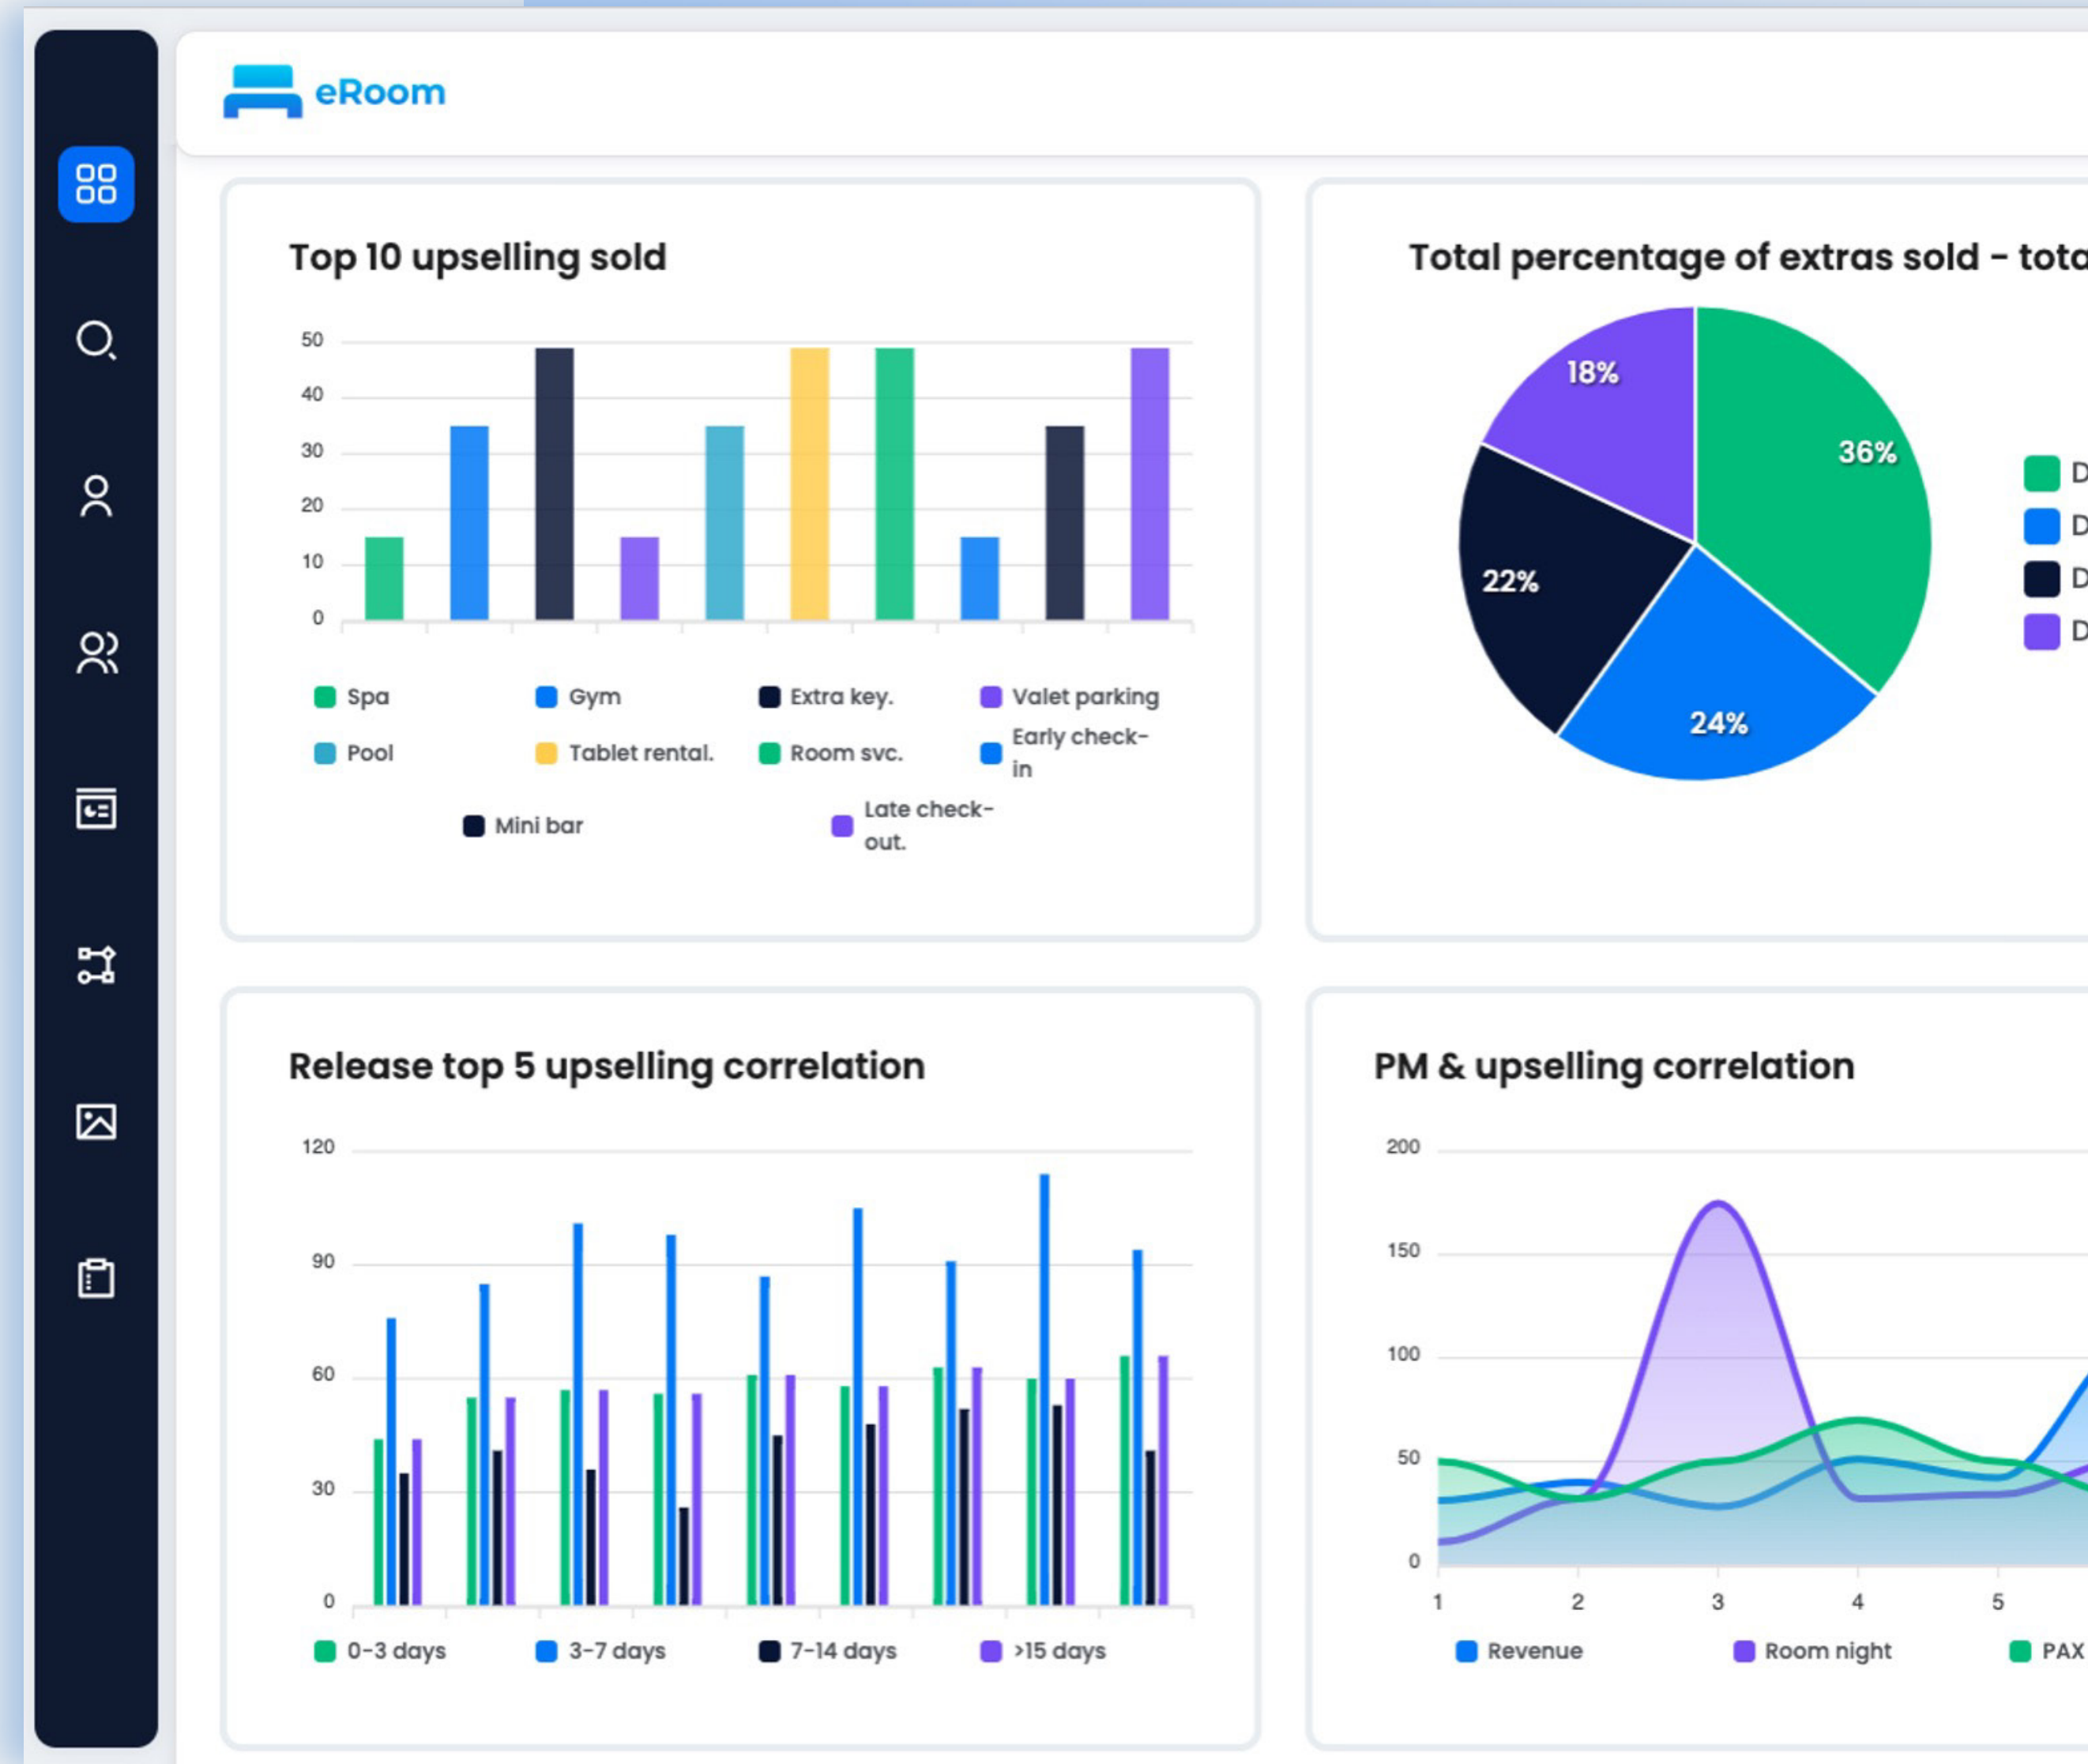 eRoom
Top 10 upselling sold
50
40
30
20
10
0
Spa
Gym
Extra key.
Valet parking
Pool
Tablet rental.
Room svc.
Early check-
in
Mini bar
Late check-
out.
Total percentage of extras sold - tota
18%
36%
22%
24%
D
D
D
D
Release top 5 upselling correlation
120
90
60
30
0
0-3 days
3-7 days
7-14 days
>15 days
PM & upselling correlation
200
150
100
50
0
1 2 3 4 5
Revenue
Room night
PAX